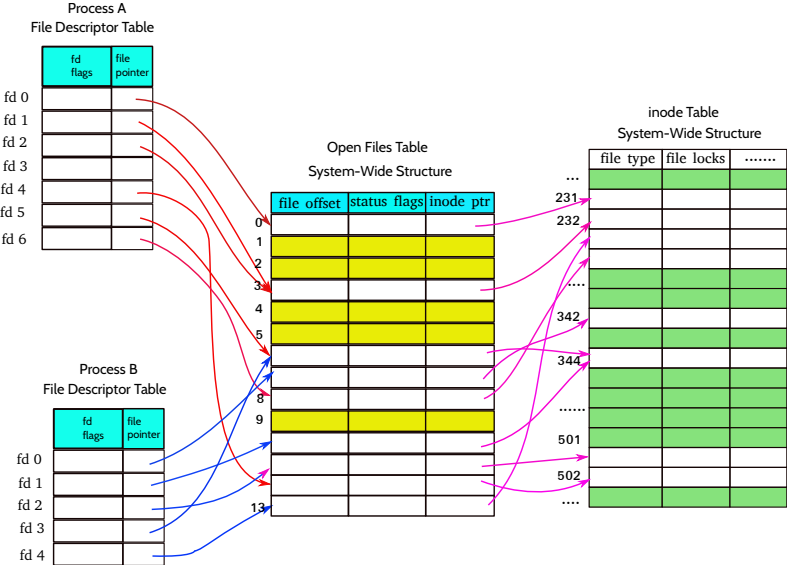 Process A
File Descriptor Table
fd
flags
file
pointer
fd 0
fd 1
fd 2
fd 3
fd 4
fd 5
fd 6
Process B
File Descriptor Table
fd
flags
file
pointer
fd 0
fd 1
fd 2
fd 3
fd 4
Open Files Table
System-Wide Structure
file offset status flags inode ptr
0
1
2
3
4
5
8
9
13
inode Table
System-Wide Structure
file type file locks .......
...
231
232
....
342
344
......
501
502
....